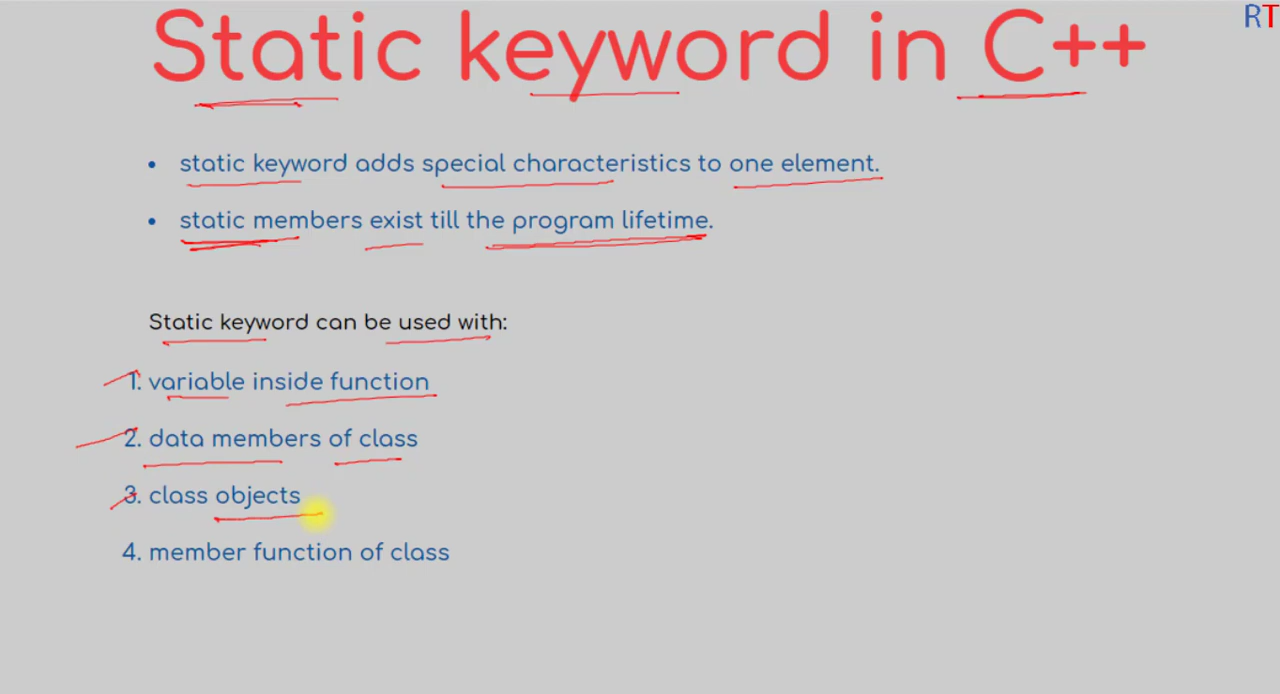 RT
Static keyword in C++
• static keyword adds special characteristics to one element.
• static members exist till the program lifetime.
Static keyword can be used with:
1. variable inside function
2. data members of class
3. class objects
4. member function of class